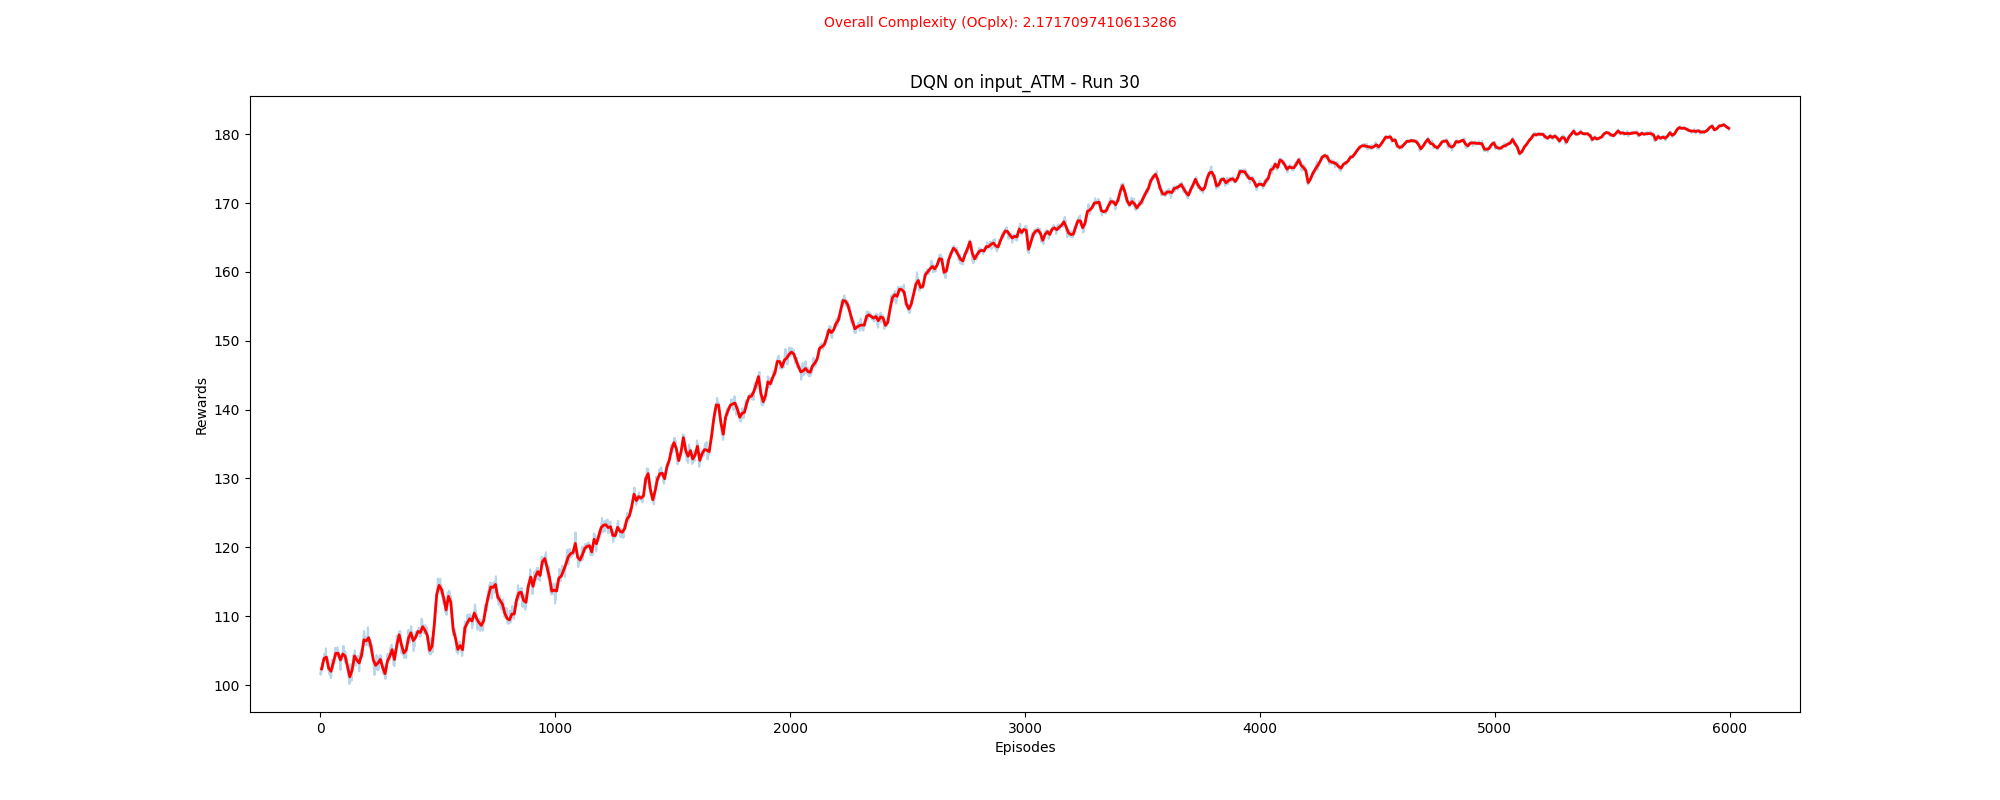 Overall Complexity (OCplx): 2.1717097410613286
DQN on input_ATM - Run 30
180
170
160
150
140
130
120
110
100
Rewards
0 1000 2000 3000 4000 5000 6000
Episodes